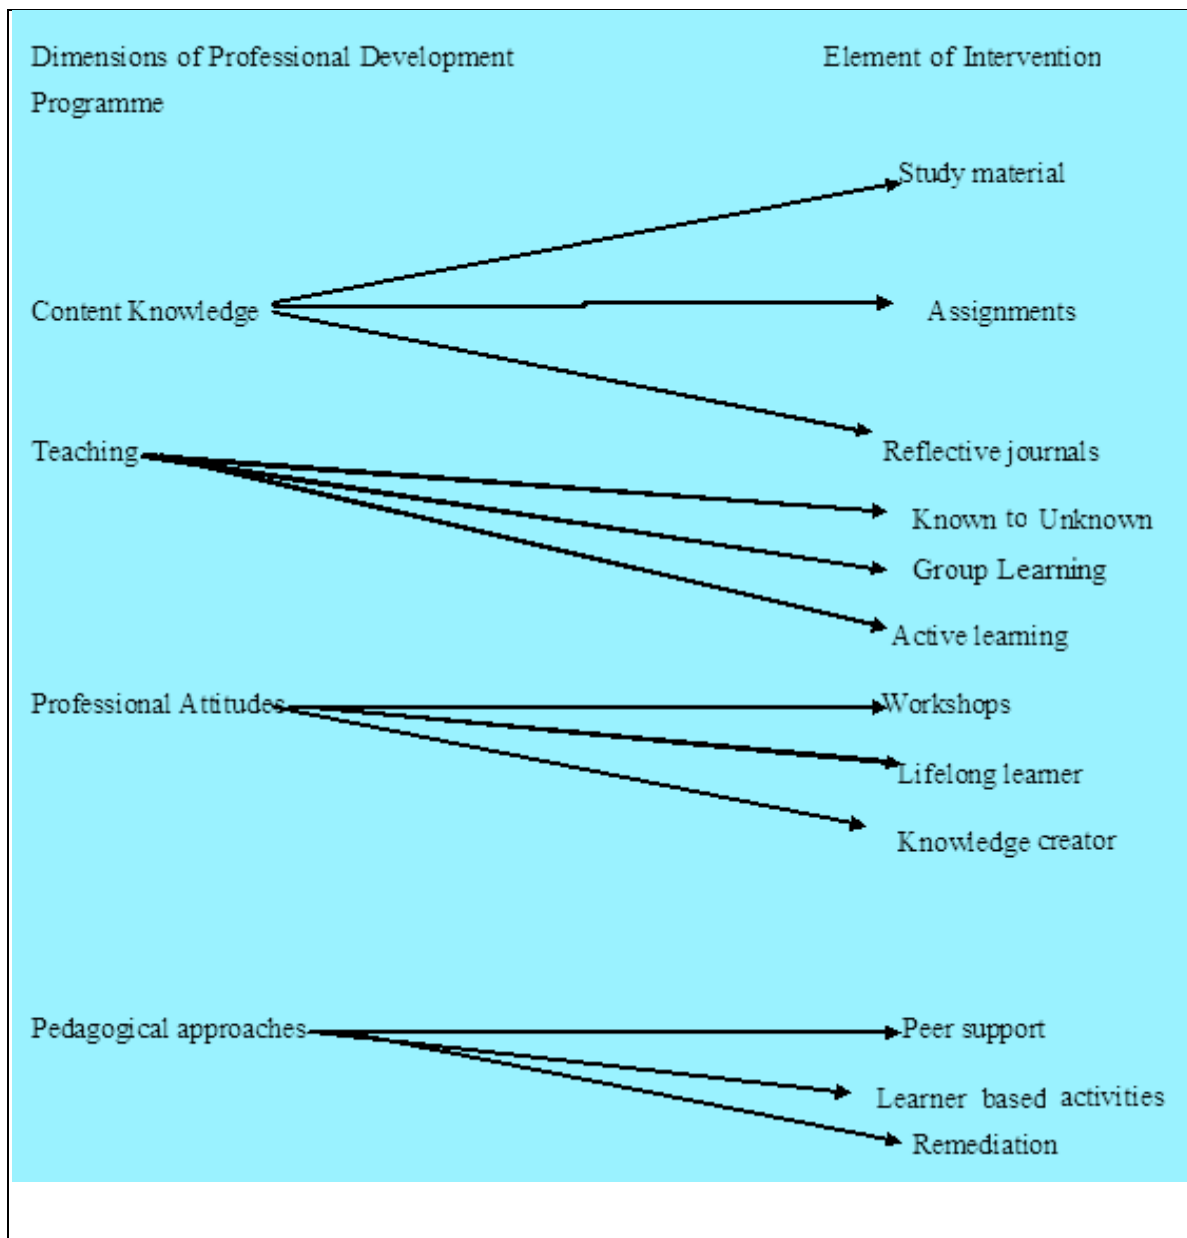 Dimensions of Professional Development Element of Intervention
Programme
Study material
Content Knowledge Assignments
Teaching Reflective journals
Known to Unknown
Group Learning
Active learning
Professional Attitudes Workshops
Lifelong learner
Knowledge creator
Pedagogical approaches Peer support
Learner based activities
Remediation